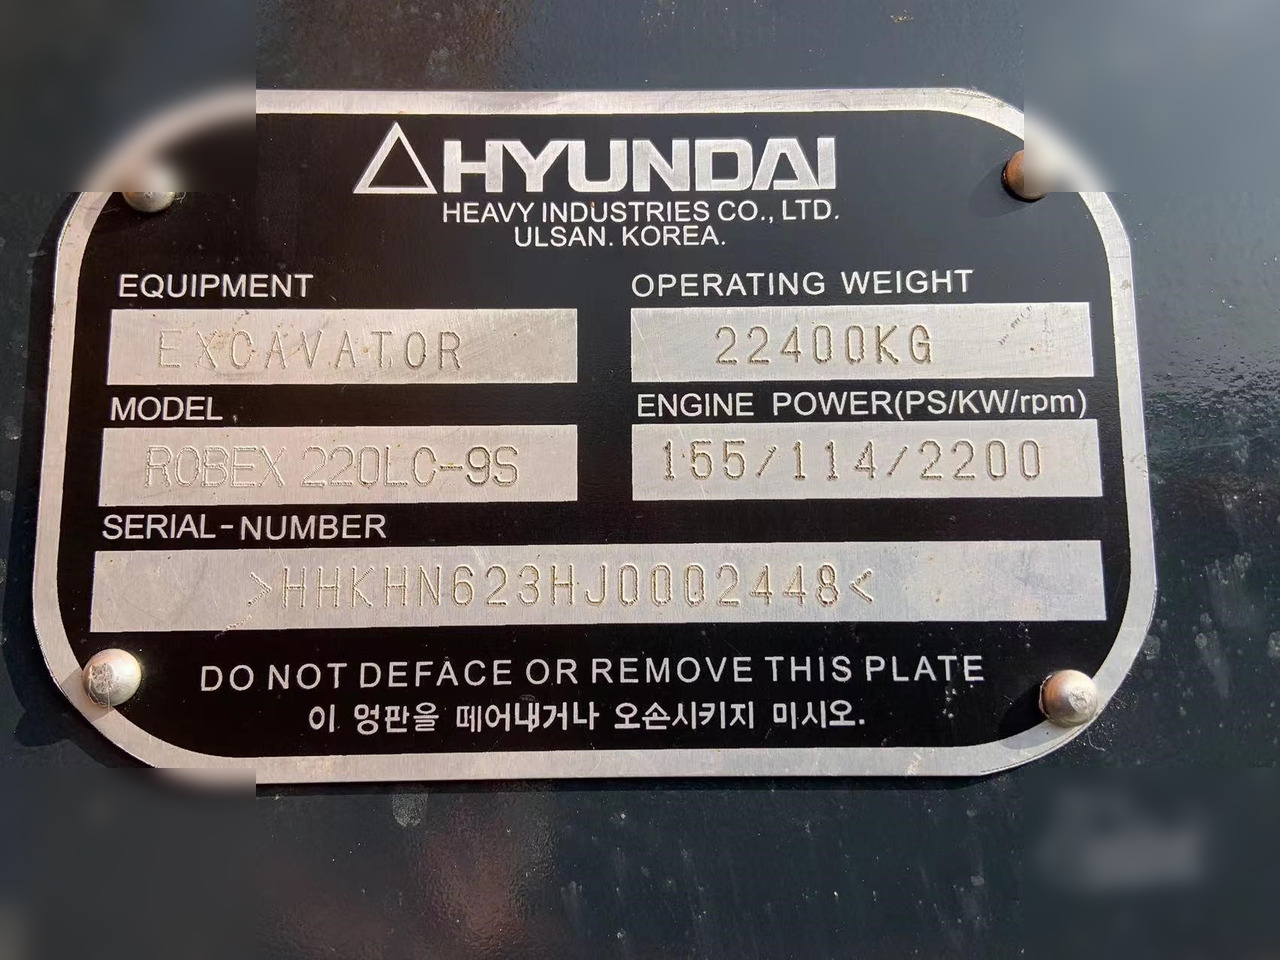 HYUNDAI
HEAVY INDUSTRIES CO., LTD.
ULSAN. KOREA.
EQUIPMENT
EXCAVATOR
OPERATING WEIGHT
22400KG
MODEL
ROBEX 220LC-9S
ENGINE POWER(PS/KW/rpm)
155/114/2200
SERIAL-NUMBER
>HHKHN623HJ0002448<
DO NOT DEFACE OR REMOVE THIS PLATE
이 명판을 떼어내거나 오손시키지 마시오.